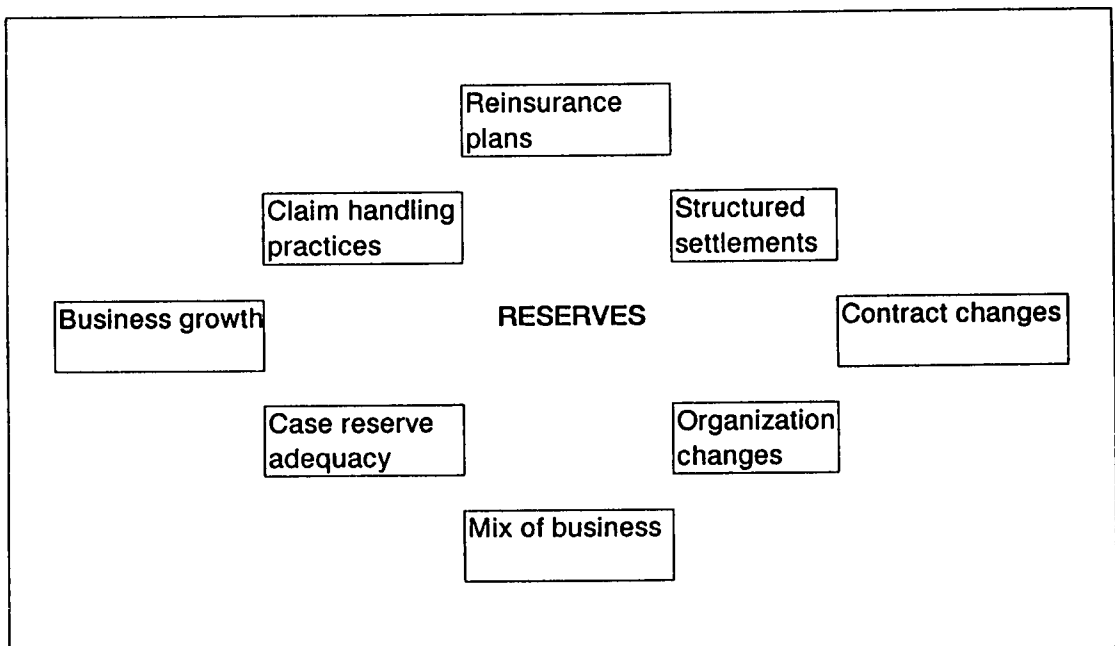 Reinsurance
plans
Claim handling
practices
Structured
settlements
Business growth
RESERVES
Contract changes
Case reserve
adequacy
Organization
changes
Mix of business